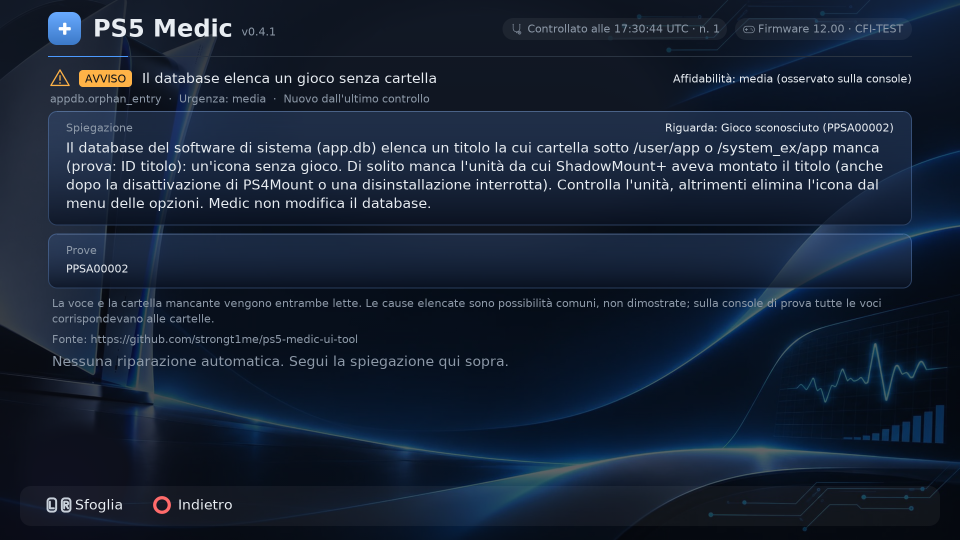 PS5 Medic v0.4.1
Controllato alle 17:30:44 UTC · n. 1
Firmware 12.00 · CFI-TEST
AVVISO Il database elenca un gioco senza cartella
Affidabilità: media (osservato sulla console)
appdb.orphan_entry · Urgenza: media · Nuovo dall'ultimo controllo
Spiegazione
Riguarda: Gioco sconosciuto (PPSA00002)
Il database del software di sistema (app.db) elenca un titolo la cui cartella sotto /user/app o /system_ex/app manca
(prova: ID titolo): un'icona senza gioco. Di solito manca l'unità da cui ShadowMount+ aveva montato il titolo (anche
dopo la disattivazione di PS4Mount o una disinstallazione interrotta). Controlla l'unità, altrimenti elimina l'icona dal
menu delle opzioni. Medic non modifica il database.
Prove
PPSA00002
La voce e la cartella mancante vengono entrambe lette. Le cause elencate sono possibilità comuni, non dimostrate; sulla console di prova tutte le voci
corrispondevano alle cartelle.
Fonte: https://github.com/strongt1me/ps5-medic-ui-tool
Nessuna riparazione automatica. Segui la spiegazione qui sopra.
L R Sfoglia
Indietro